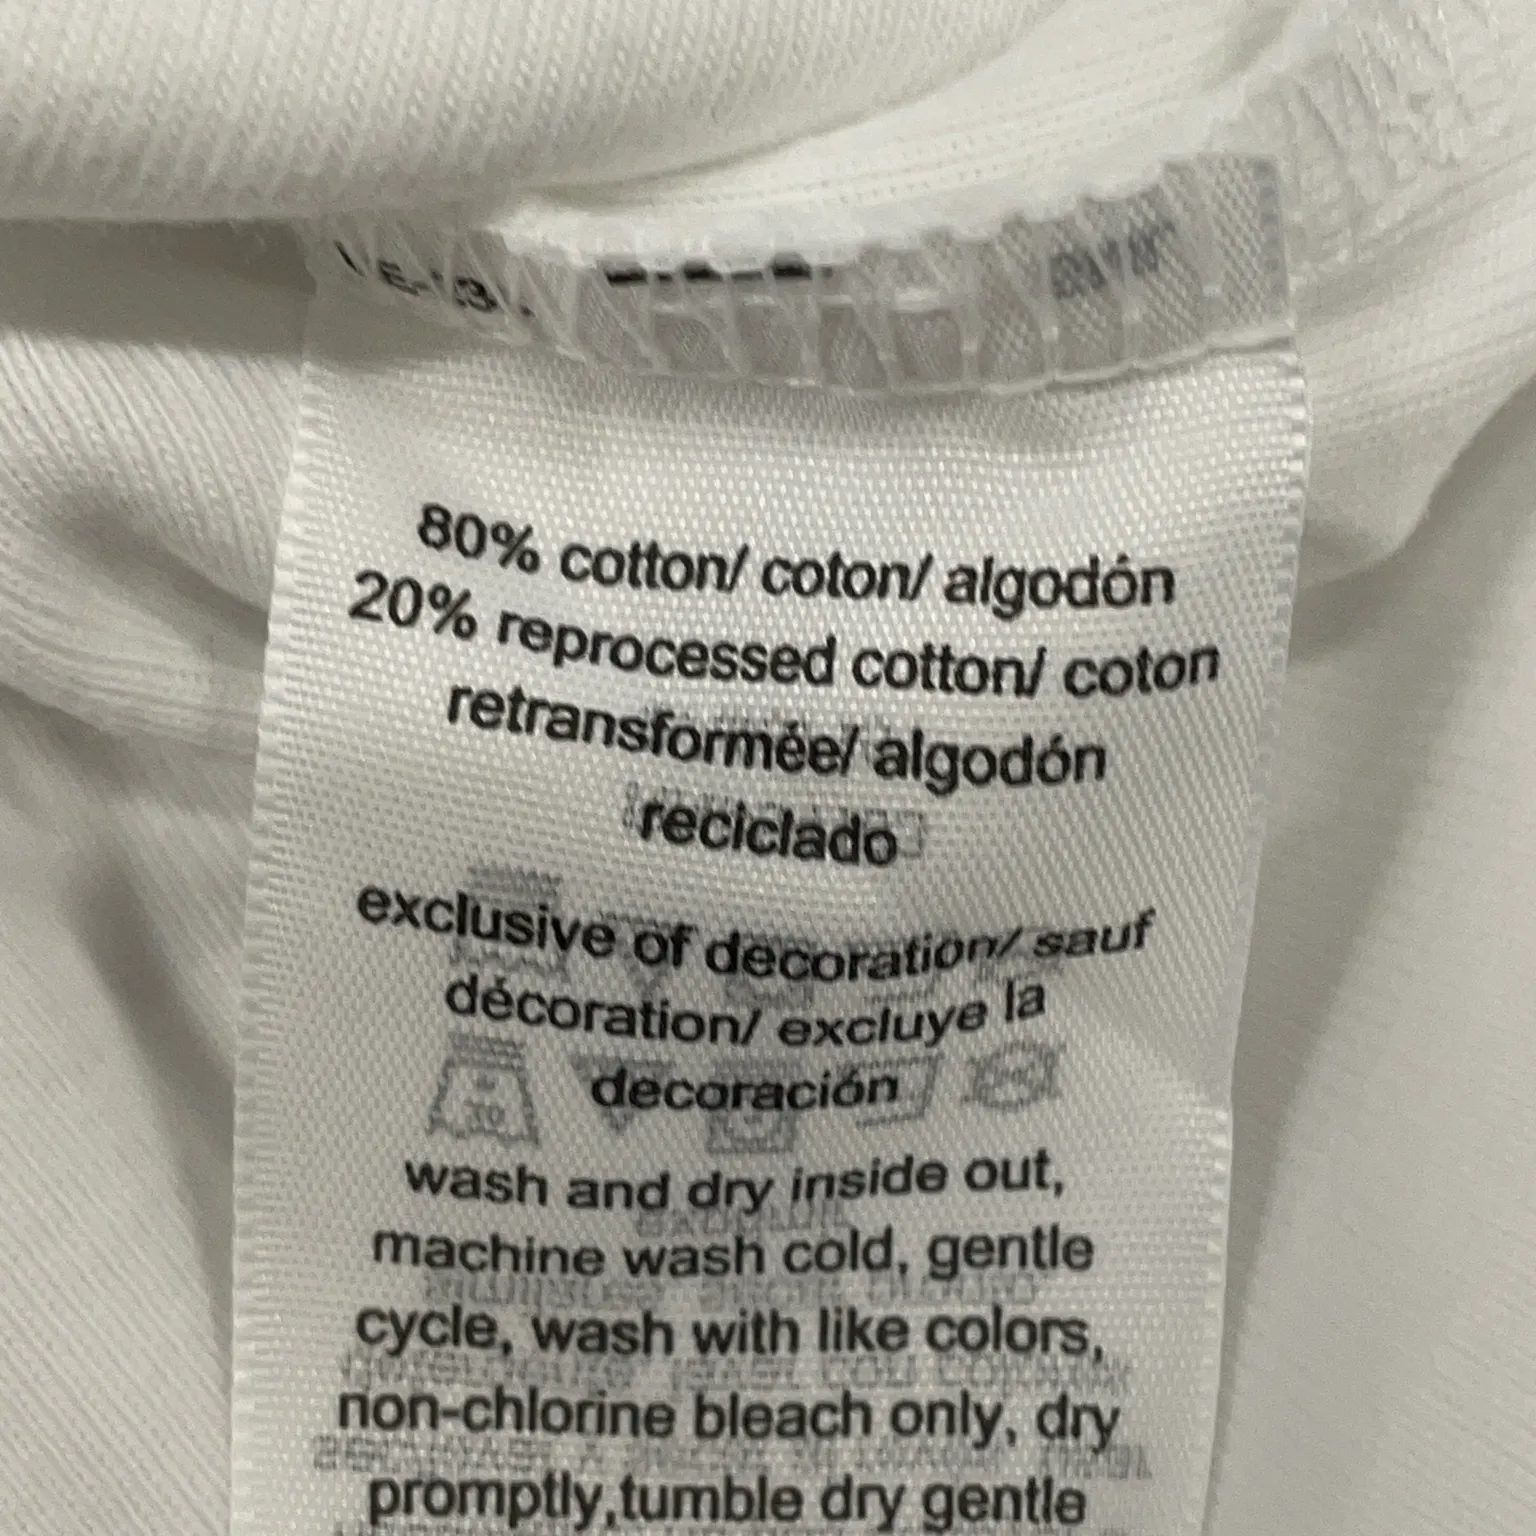 80% cotton/ coton/ algodón
20% reprocessed cotton/ coton
retransformée/ algodón
reciclado
exclusive of decoration/ sauf
décoration/ excluye la
decoración
wash and dry inside out,
machine wash cold, gentle
cycle, wash with like colors,
non-chlorine bleach only, dry
promptly,tumble dry gentle